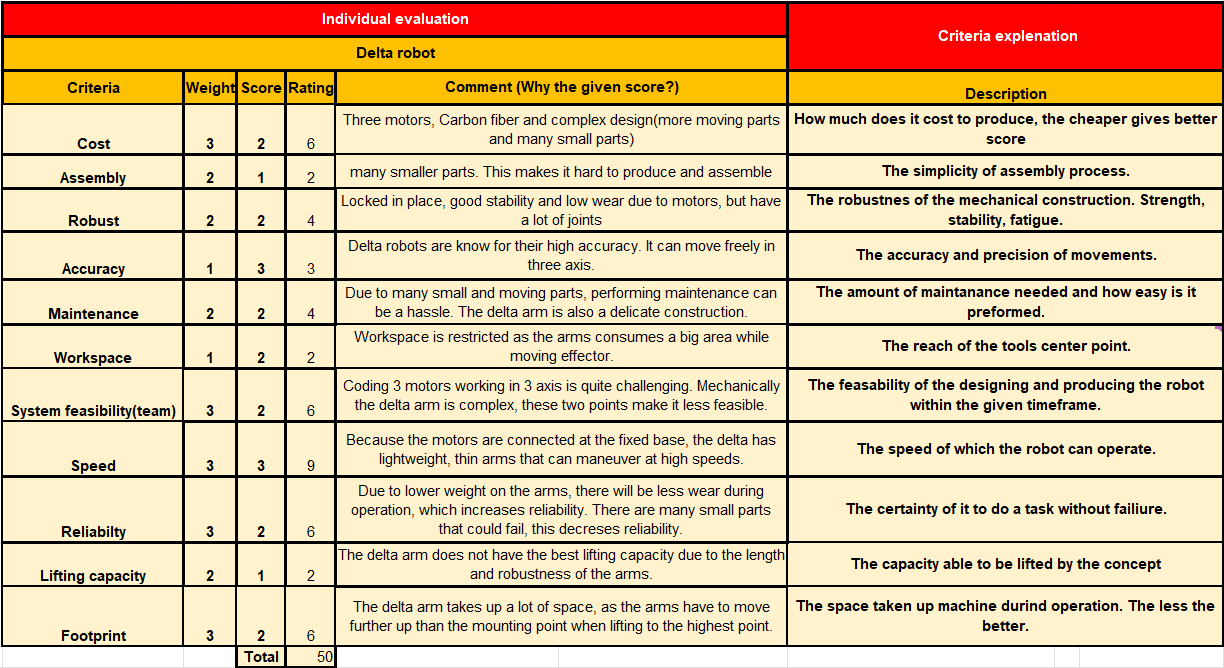 Individual evaluation
Criteria explenation
Delta robot
Criteria Weight Score Rating Comment (Why the given score?) Description
Cost 3 2 6
Three motors, Carbon fiber and complex design(more moving parts
and many small parts)
How much does it cost to produce, the cheaper gives better
score
Assembly 2 1 2
many smaller parts. This makes it hard to produce and assemble
The simplicity of assembly process.
Robust 2 2 4
Locked in place, good stability and low wear due to motors, but have
a lot of joints
The robustnes of the mechanical construction. Strength,
stability, fatigue.
Accuracy 1 3 3
Delta robots are know for their high accuracy. It can move freely in
three axis.
The accuracy and precision of movements.
Maintenance 2 2 4
Due to many small and moving parts, performing maintenance can
be a hassle. The delta arm is also a delicate construction.
The amount of maintanance needed and how easy is it
preformed.
Workspace 1 2 2
Workspace is restricted as the arms consumes a big area while
moving effector.
The reach of the tools center point.
System feasibility(team) 3 2 6
Coding 3 motors working in 3 axis is quite challenging. Mechanically
the delta arm is complex, these two points make it less feasible.
The feasability of the designing and producing the robot
within the given timeframe.
Speed 3 3 9
Because the motors are connected at the fixed base, the delta has
lightweight, thin arms that can maneuver at high speeds.
The speed of which the robot can operate.
Reliabilty 3 2 6
Due to lower weight on the arms, there will be less wear during
operation, which increases reliability. There are many small parts
that could fail, this decreses reliability.
The certainty of it to do a task without failiure.
Lifting capacity 2 1 2
The delta arm does not have the best lifting capacity due to the length
and robustness of the arms.
The capacity able to be lifted by the concept
Footprint 3 2 6
The delta arm takes up a lot of space, as the arms have to move
further up than the mounting point when lifting to the highest point.
The space taken up machine durind operation. The less the
better.
Total 50